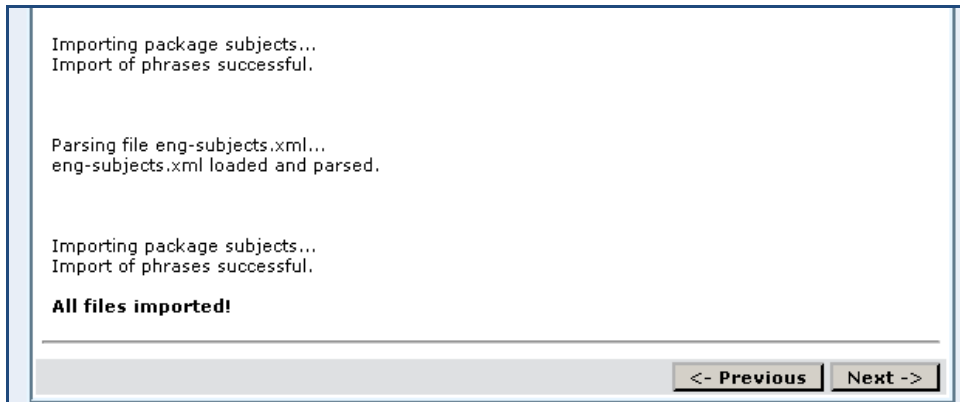 Importing package subjects...
Import of phrases successful.
Parsing file eng-subjects.xml...
eng-subjects.xml loaded and parsed.
Importing package subjects...
Import of phrases successful.
All files imported!
<- Previous Next ->